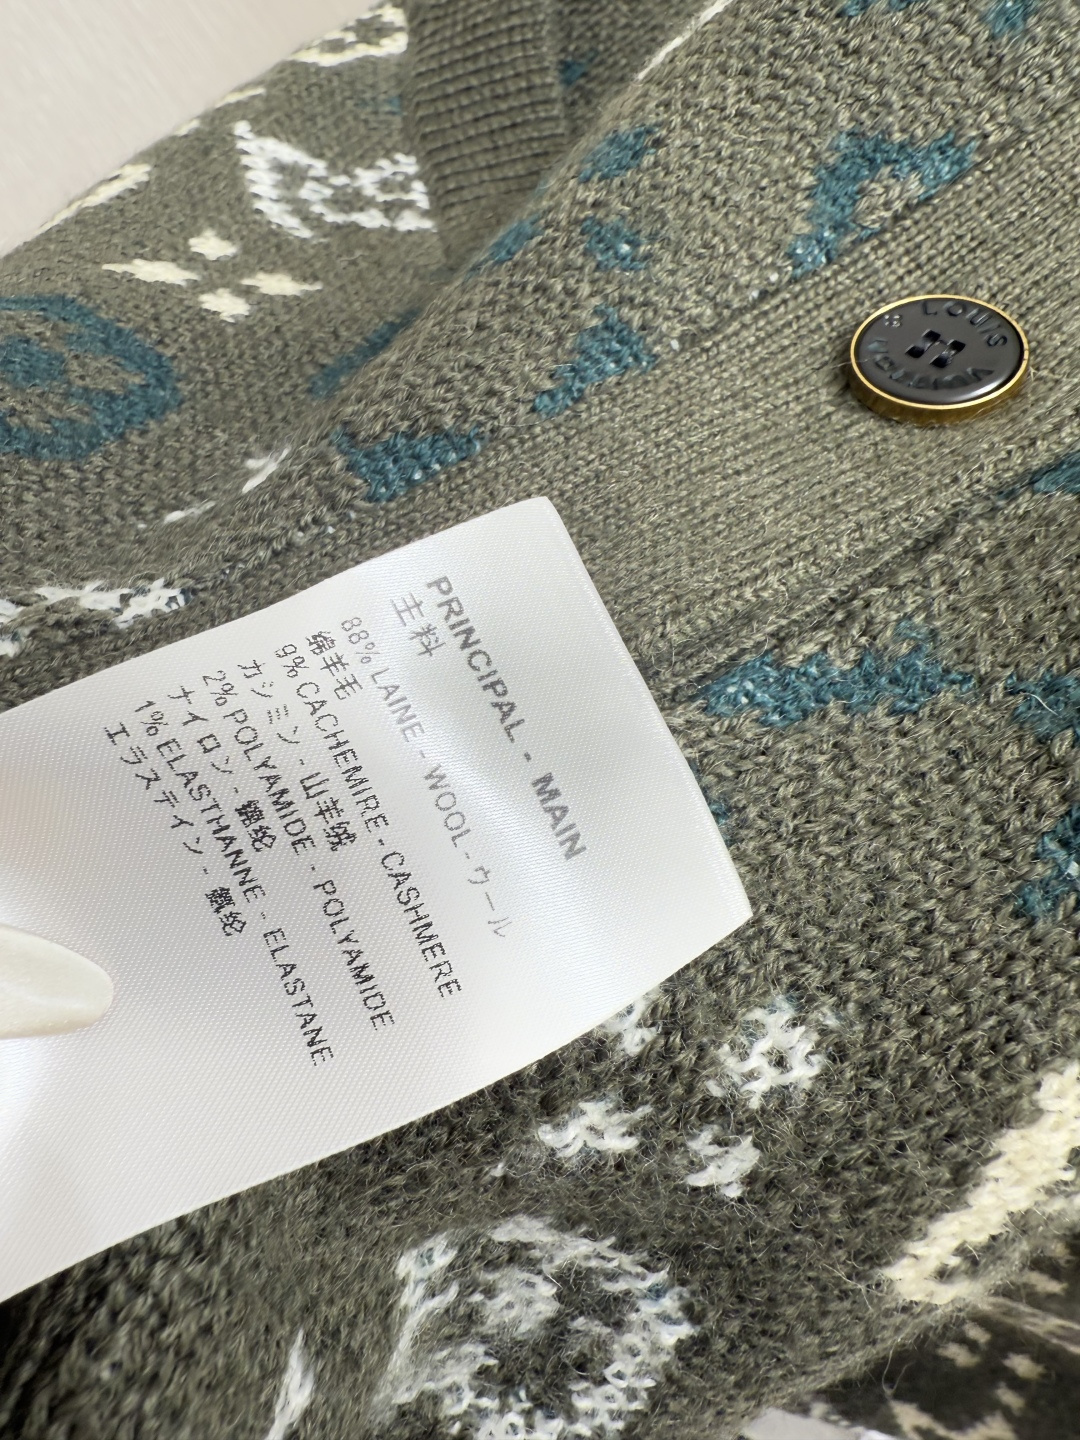 LOUIS
VUITTON
PRINCIPAL - MAIN
主料
88% LAINE - WOOL - ウール
绵羊毛
9% CACHEMIRE - CASHMERE
カシミン - 山羊绒
2% POLYAMIDE - POLYAMIDE
ナイロン - 锦纶
1% ELASTHANNE - ELASTANE
エラスティン - 氨纶